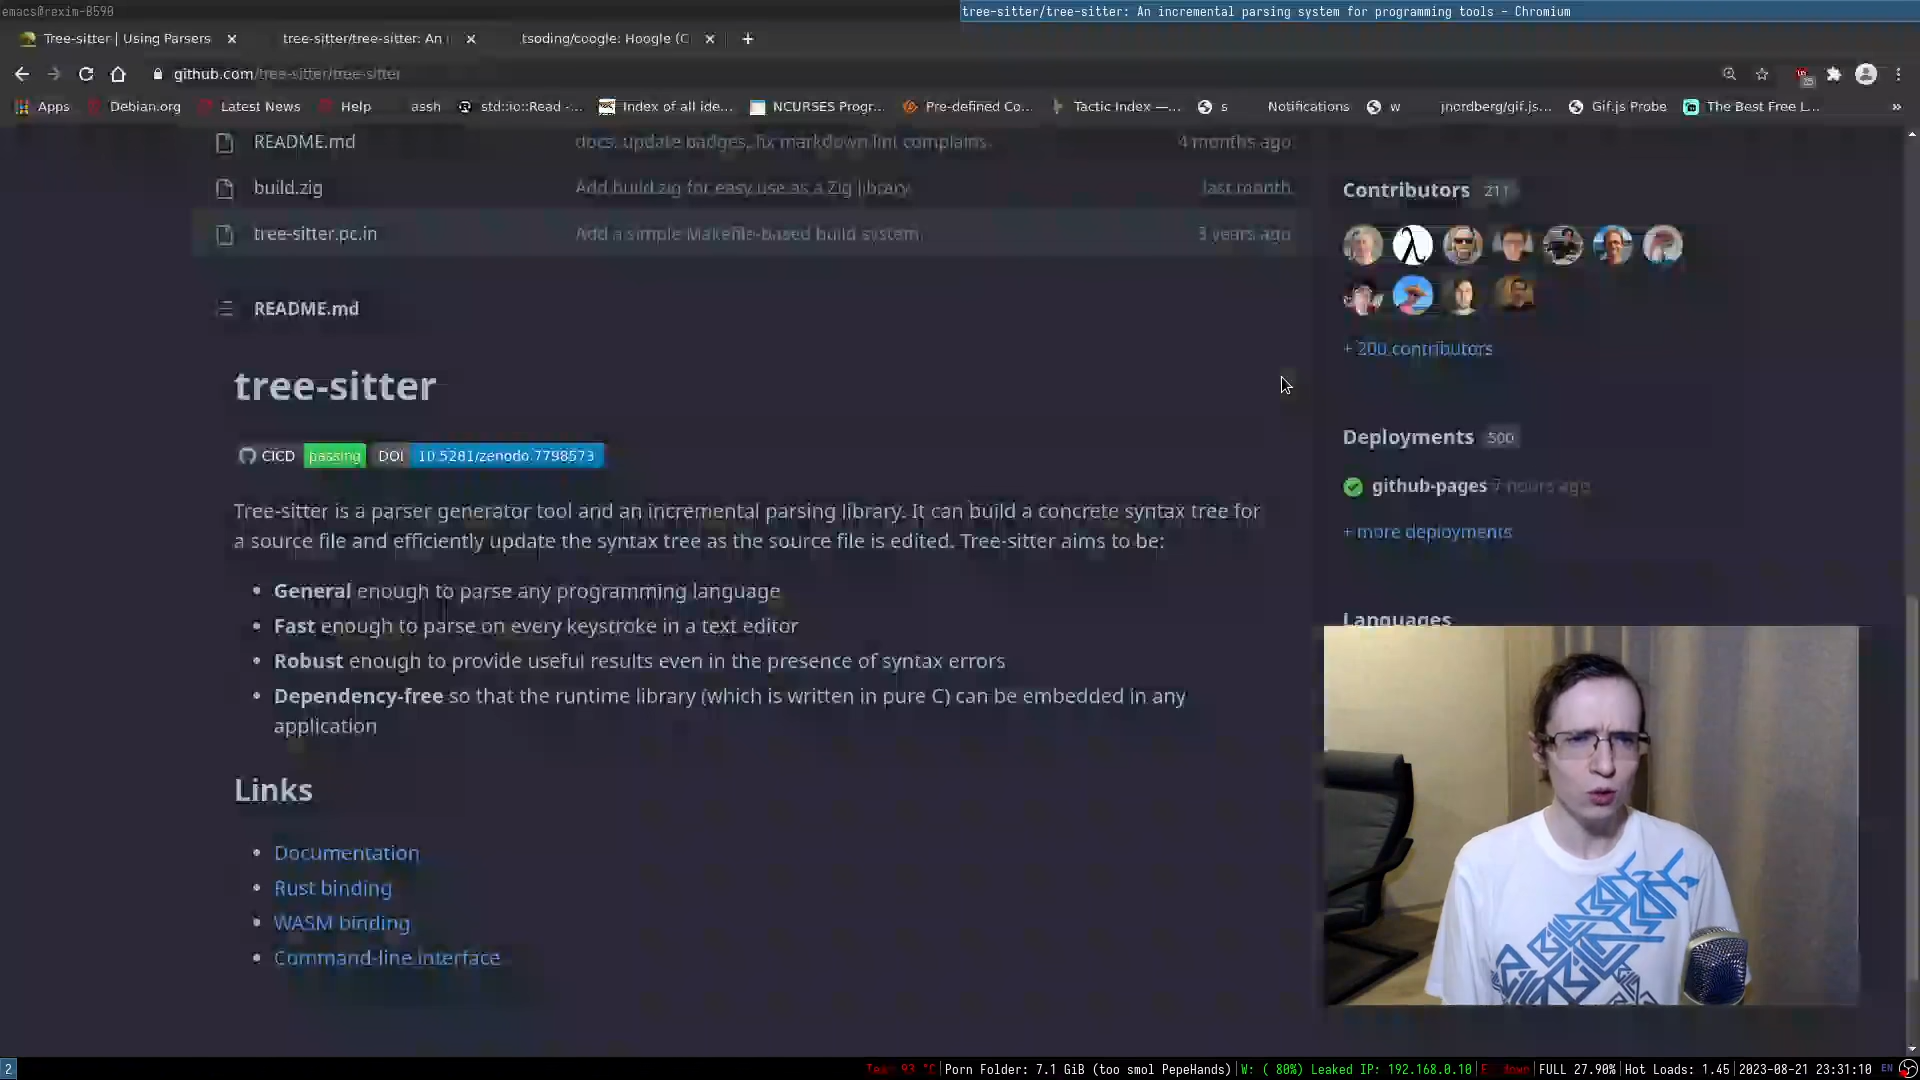 emacs@rexim-B590
tree-sitter/tree-sitter: An incremental parsing system for programming tools - Chromium
Tree-sitter | Using Parsers
tree-sitter/tree-sitter: An
tsoding/coogle: Hoogle (C
github.com/tree-sitter/tree-sitter
Apps
Debian.org
Latest News
Help
assh
std::io::Read -...
Index of all ide...
NCURSES Progr...
Pre-defined Co...
Tactic Index —...
s
Notifications
w
jnordberg/gif.js...
Gif.js Probe
The Best Free L...
»
README.md docs: update badges, fix markdown lint complains. 4 months ago
build.zig Add build.zig for easy use as a Zig library last month
tree-sitter.pc.in Add a simple Makefile-based build system. 3 years ago
README.md
tree-sitter
CICD passing DOI 10.5281/zenodo.7798573
Tree-sitter is a parser generator tool and an incremental parsing library. It can build a concrete syntax tree for
a source file and efficiently update the syntax tree as the source file is edited. Tree-sitter aims to be:
• General enough to parse any programming language
• Fast enough to parse on every keystroke in a text editor
• Robust enough to provide useful results even in the presence of syntax errors
• Dependency-free so that the runtime library (which is written in pure C) can be embedded in any
application
Links
• Documentation
• Rust binding
• WASM binding
• Command-line interface
Contributors 211
+ 200 contributors
Deployments 500
github-pages 7 hours ago
+ more deployments
Languages
2
93 °C | Porn Folder: 7.1 GiB (too smol PepeHands) | W: ( 80%) Leaked IP: 192.168.0.10 | E: down | FULL 27.90% | Hot Loads: 1.45 | 2023-08-21 23:31:10 EN